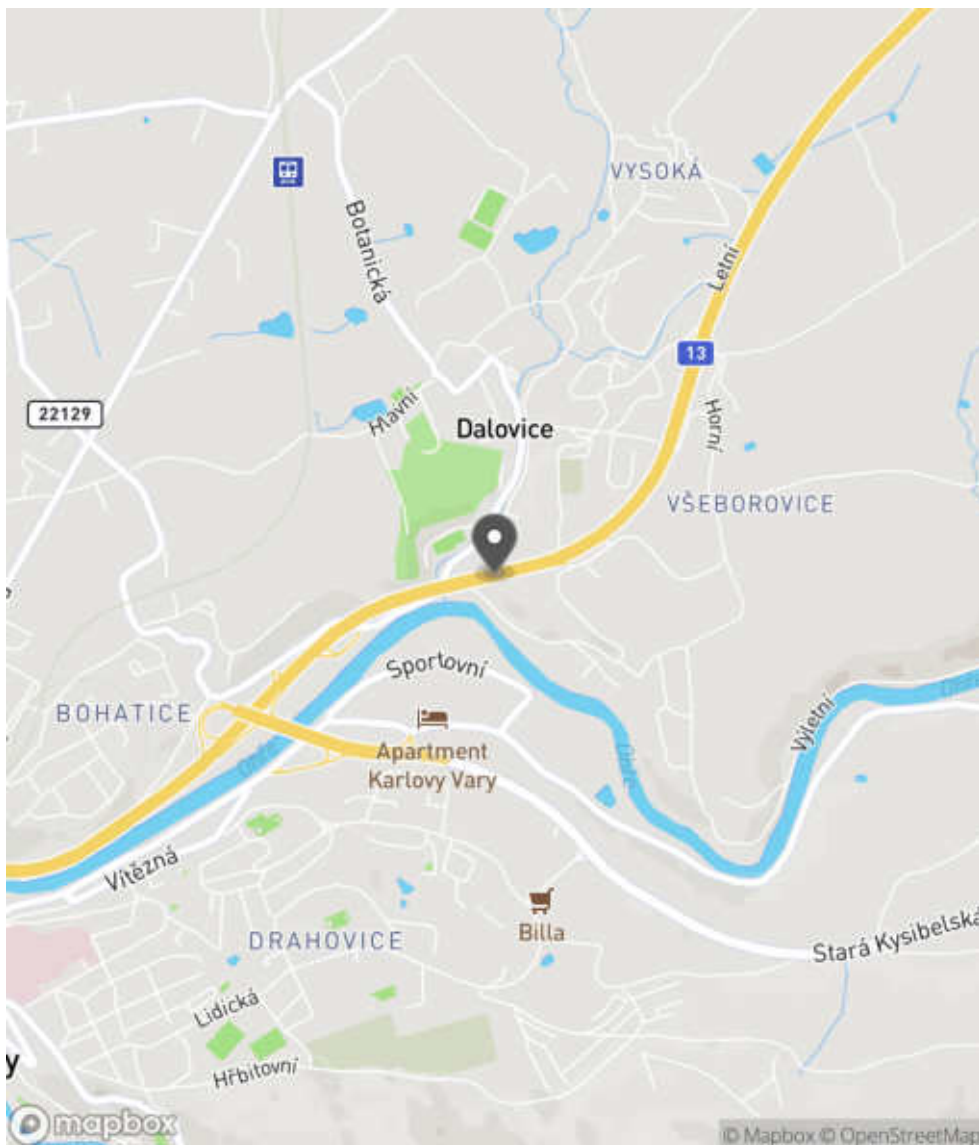 VYSOKÁ
Botanická
Letní
13
Hlavní
22129
Dalovice
Horní
VŠEBOROVICE
Sportovní
BOHATICE
Výletní
Apartment
Karlovy Vary
Vítězná
Billa
DRAHOVICE
Stará Kysibelská
Lidická
Hřbitovní
y
mapbox
© Mapbox © OpenStreetMap